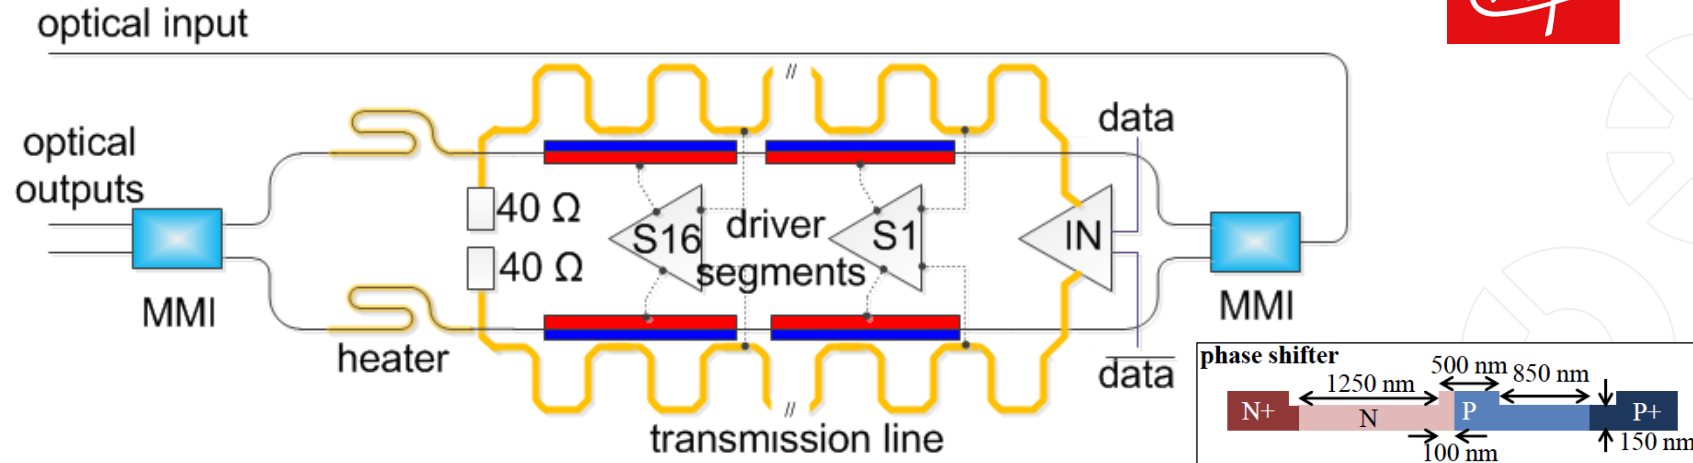 optical input
//
data
optical
outputs
40 Ω
S16
driver
S1
IN
segments
40 Ω
MMI
MMI
heater
data
//
transmission line
phase shifter
500 nm
850 nm
1250 nm
N+
N
P
P+
100 nm
150 nm